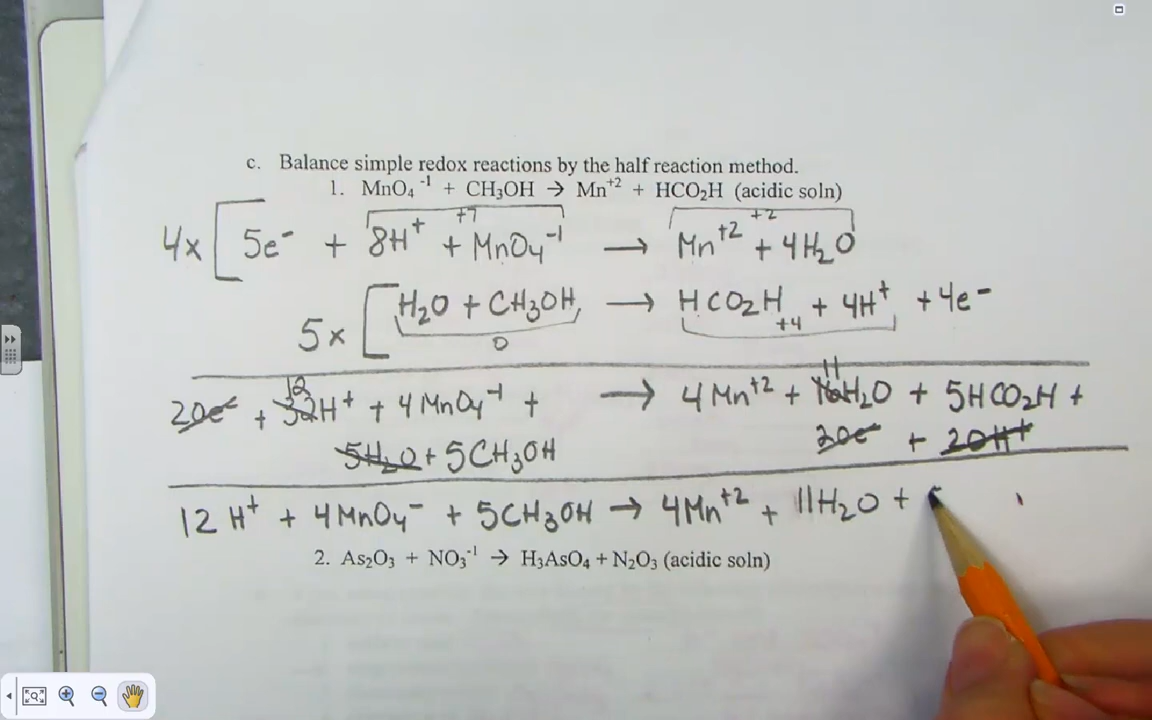 c. Balance simple redox reactions by the half reaction method.
1. MnO₄⁻¹ + CH₃OH → Mn⁺² + HCO₂H (acidic soln)
+7 +2
4x [ 5e⁻ + 8H⁺ + MnO₄⁻¹ → Mn⁺² + 4H₂O
5x [ H₂O + CH₃OH → HCO₂H + 4H⁺ + 4e⁻
0 +4
12 11
20e⁻ + 32H⁺ + 4MnO₄⁻¹ + → 4Mn⁺² + 16H₂O + 5HCO₂H +
5H₂O + 5CH₃OH 20e⁻ + 20H⁺
12H⁺ + 4MnO₄⁻ + 5CH₃OH → 4Mn⁺² + 11H₂O +
2. As₂O₃ + NO₃⁻¹ → H₃AsO₄ + N₂O₃ (acidic soln)